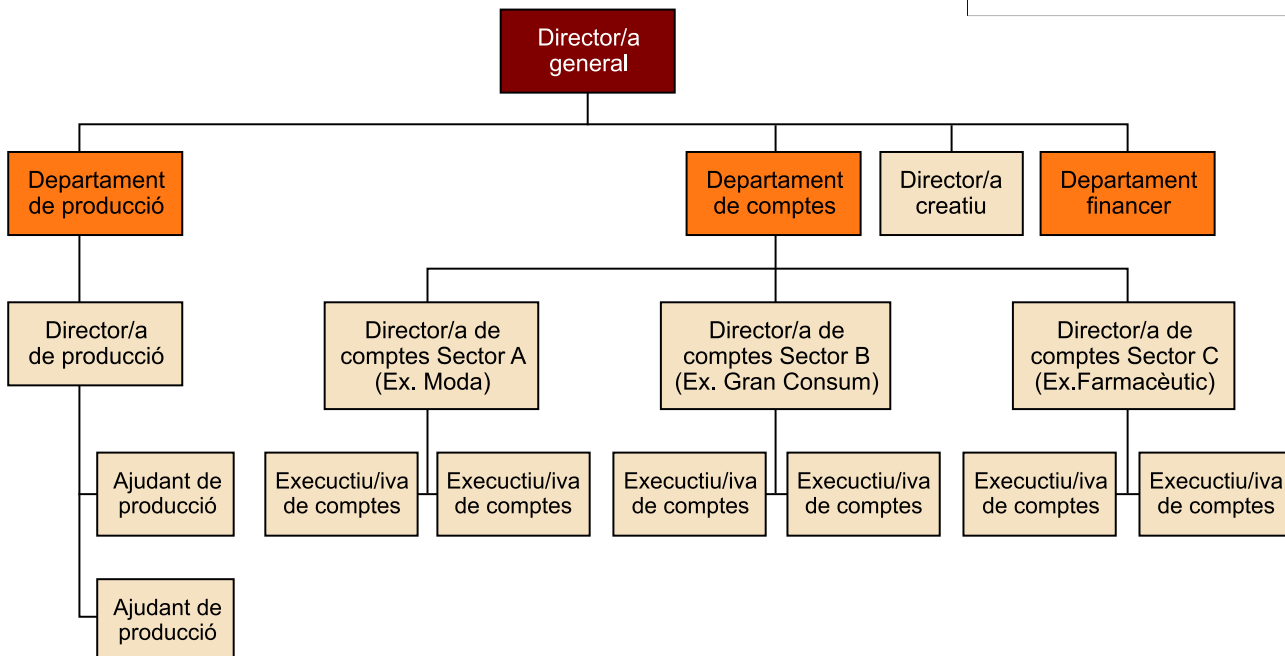 Director/a
general
Departament
de producció
Departament
de comptes
Director/a
creatiu
Departament
financer
Director/a
de producció
Director/a de
comptes Sector A
(Ex. Moda)
Director/a de
comptes Sector B
(Ex. Gran Consum)
Director/a de
comptes Sector C
(Ex.Farmacèutic)
Ajudant de
producció
Execuctiu/iva
de comptes
Execuctiu/iva
de comptes
Execuctiu/iva
de comptes
Execuctiu/iva
de comptes
Execuctiu/iva
de comptes
Execuctiu/iva
de comptes
Ajudant de
producció